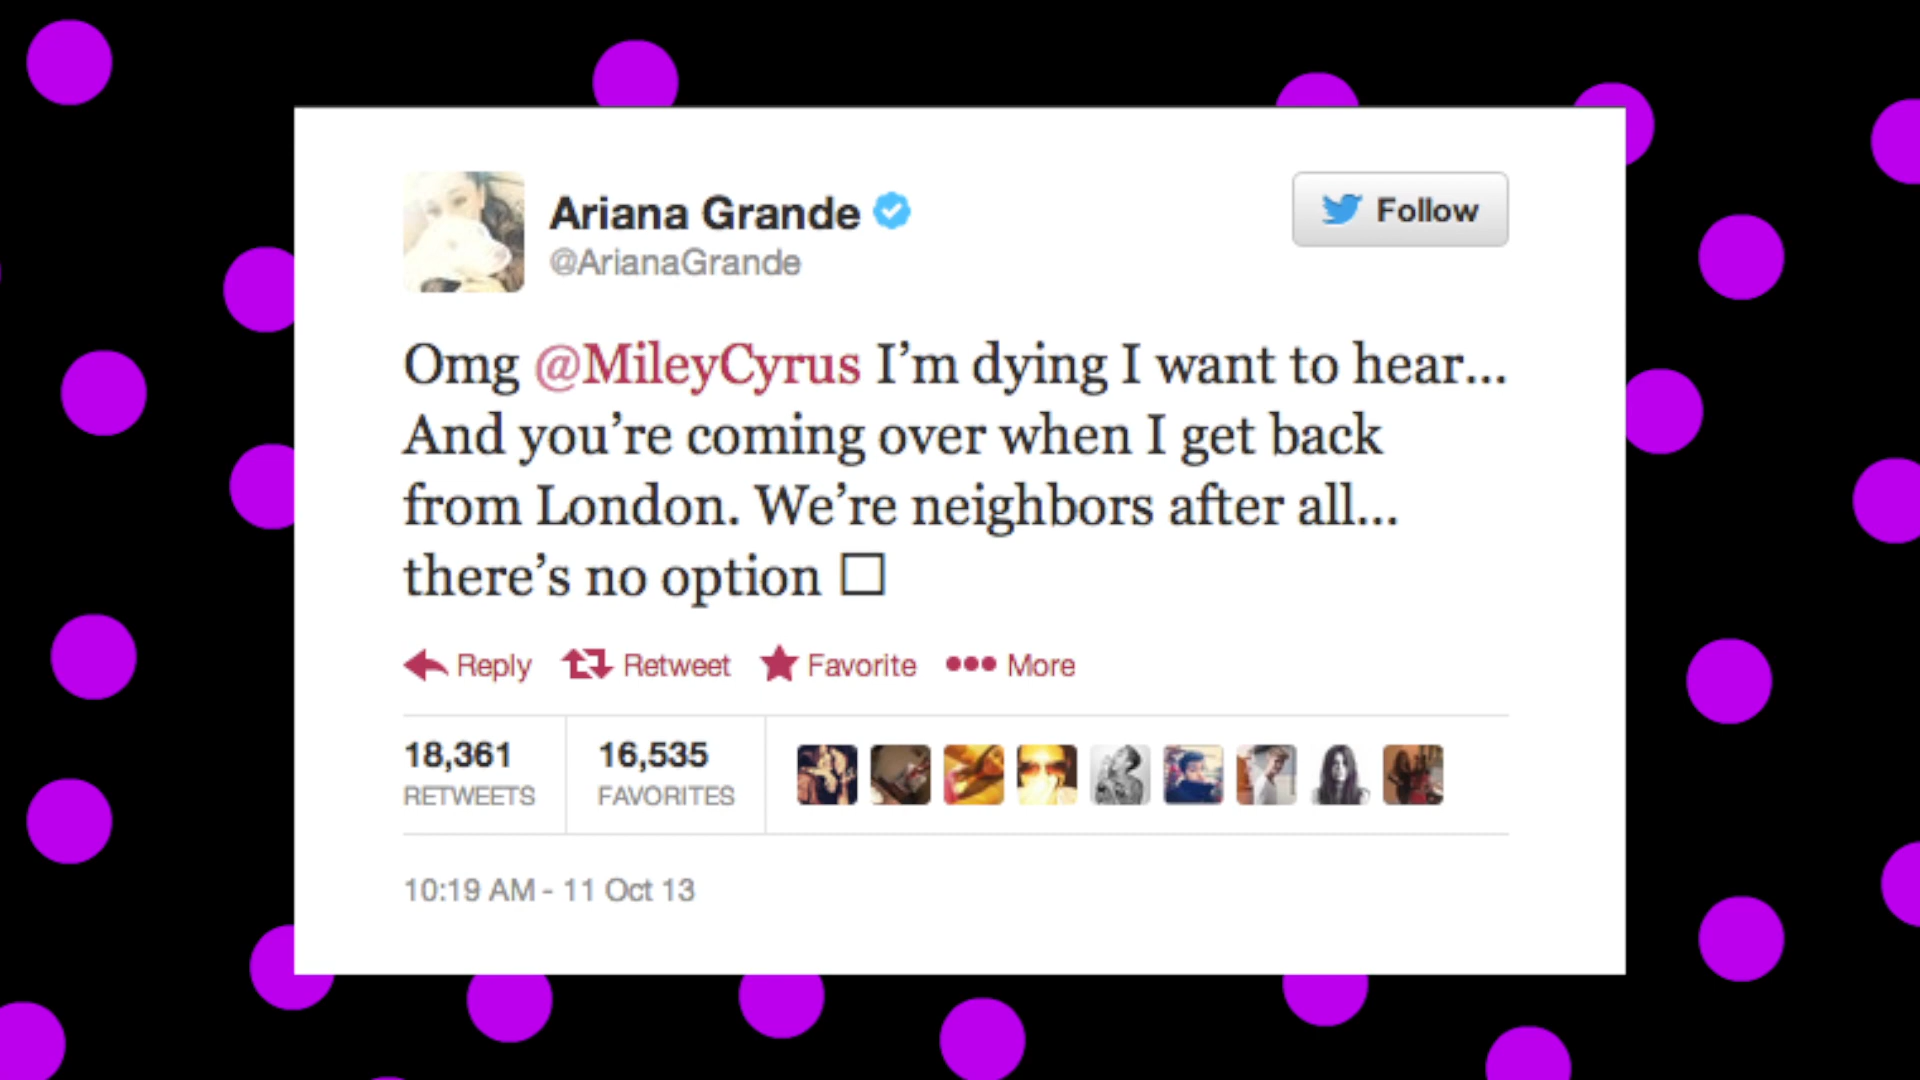 Ariana Grande
@ArianaGrande
Follow
Omg @MileyCyrus I’m dying I want to hear...
And you’re coming over when I get back
from London. We’re neighbors after all...
there’s no option □
Reply Retweet Favorite More
18,361 16,535
RETWEETS FAVORITES
10:19 AM - 11 Oct 13